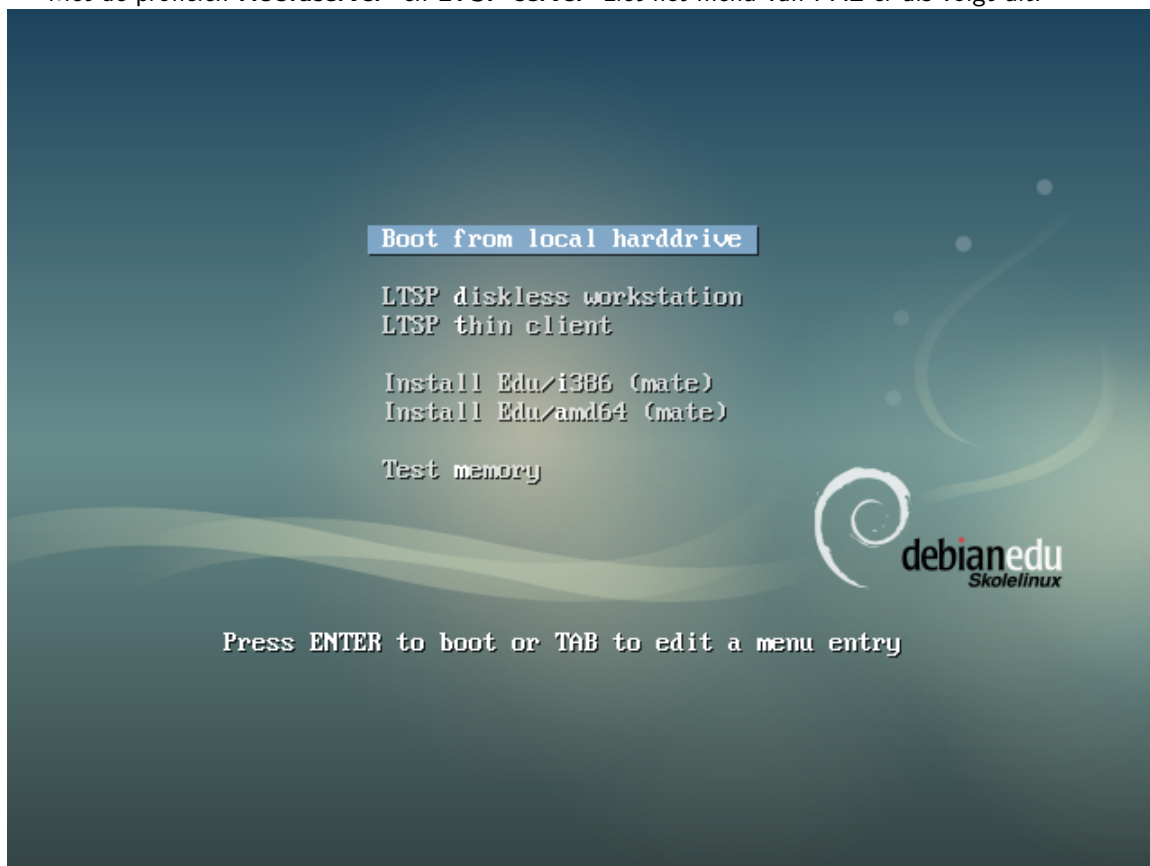 Boot from local harddrive
LTSP diskless workstation
LTSP thin client
Install Edu/i386 (mate)
Install Edu/amd64 (mate)
Test memory
debianedu
Skolelinux
Press ENTER to boot or TAB to edit a menu entry